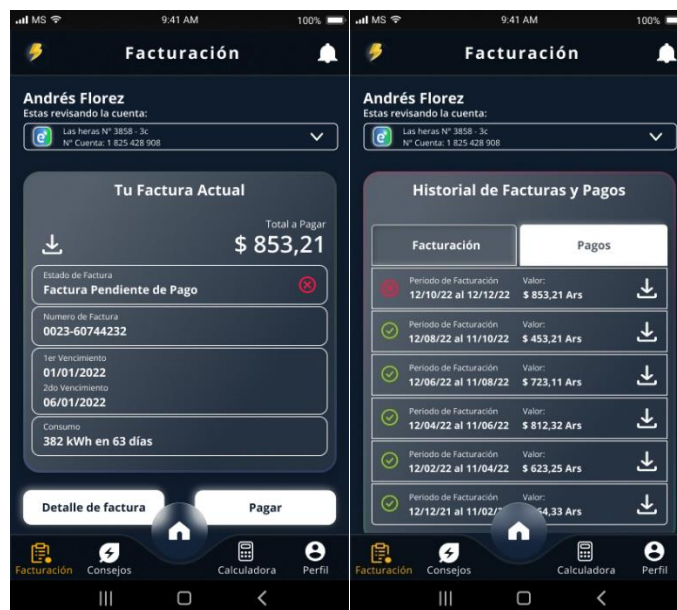 MS 9:41 AM 100%
Facturación
Andrés Florez
Estas revisando la cuenta:
Las heras N° 3858 - 3c
N° Cuenta: 1 825 428 908
Tu Factura Actual
Total a Pagar
$ 853,21
Estado de Factura
Factura Pendiente de Pago
Numero de Factura
0023-60744232
1er Vencimiento
01/01/2022
2do Vencimiento
06/01/2022
Consumo
382 kWh en 63 días
Detalle de factura Pagar
Facturación Consejos Calculadora Perfil
MS 9:41 AM 100%
Facturación
Andrés Florez
Estas revisando la cuenta:
Las heras N° 3858 - 3c
N° Cuenta: 1 825 428 908
Historial de Facturas y Pagos
Facturación Pagos
Periodo de Facturación Valor:
12/10/22 al 12/12/22 $ 853,21 Ars
Periodo de Facturación Valor:
12/08/22 al 11/10/22 $ 453,21 Ars
Periodo de Facturación Valor:
12/06/22 al 11/08/22 $ 723,11 Ars
Periodo de Facturación Valor:
12/04/22 al 11/06/22 $ 812,32 Ars
Periodo de Facturación Valor:
12/02/22 al 11/04/22 $ 623,25 Ars
Periodo de Facturación Valor:
12/12/21 al 11/02/ 4,33 Ars
Facturación Consejos Calculadora Perfil